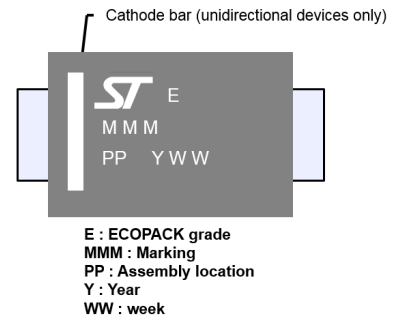 Cathode bar (unidirectional devices only)
ST E
M M M
PP Y W W
E : ECOPACK grade
MMM : Marking
PP : Assembly location
Y : Year
WW : week